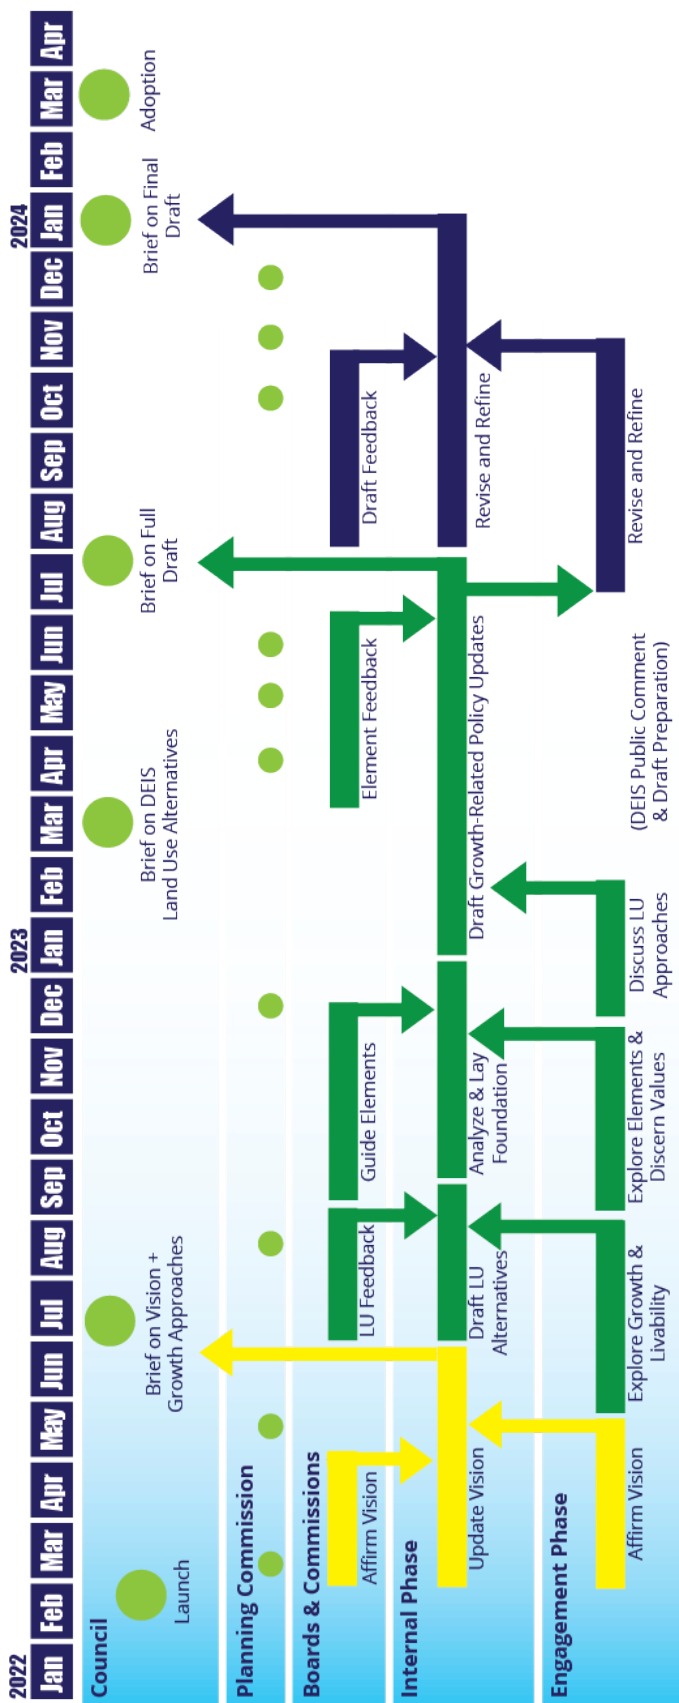 2022
2023
2024
Jan
Feb
Mar
Apr
May
Jun
Jul
Aug
Sep
Oct
Nov
Dec
Jan
Feb
Mar
Apr
May
Jun
Jul
Aug
Sep
Oct
Nov
Dec
Jan
Feb
Mar
Apr
Council
Launch
Brief on Vision +
Growth Approaches
Brief on DEIS
Land Use Alternatives
Brief on Full
Draft
Brief on Final
Draft
Adoption
Planning Commission
Boards & Commissions
Affirm Vision
LU Feedback
Guide Elements
Element Feedback
Draft Feedback
Internal Phase
Update Vision
Draft LU
Alternatives
Analyze & Lay
Foundation
Draft Growth-Related Policy Updates
Revise and Refine
Engagement Phase
Affirm Vision
Explore Growth &
Livability
Explore Elements &
Discern Values
Discuss LU
Approaches
(DEIS Public Comment
& Draft Preparation)
Revise and Refine